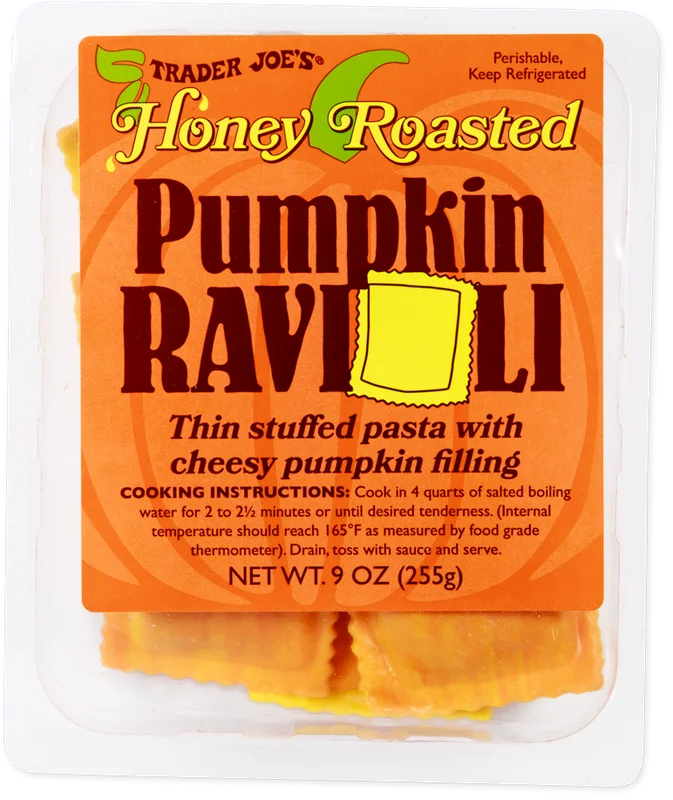 TRADER JOE'S®
Perishable,
Keep Refrigerated
Honey Roasted
Pumpkin
RAVIOLI
Thin stuffed pasta with
cheesy pumpkin filling
COOKING INSTRUCTIONS: Cook in 4 quarts of salted boiling
water for 2 to 2½ minutes or until desired tenderness. (Internal
temperature should reach 165°F as measured by food grade
thermometer). Drain, toss with sauce and serve.
NET WT. 9 OZ (255g)